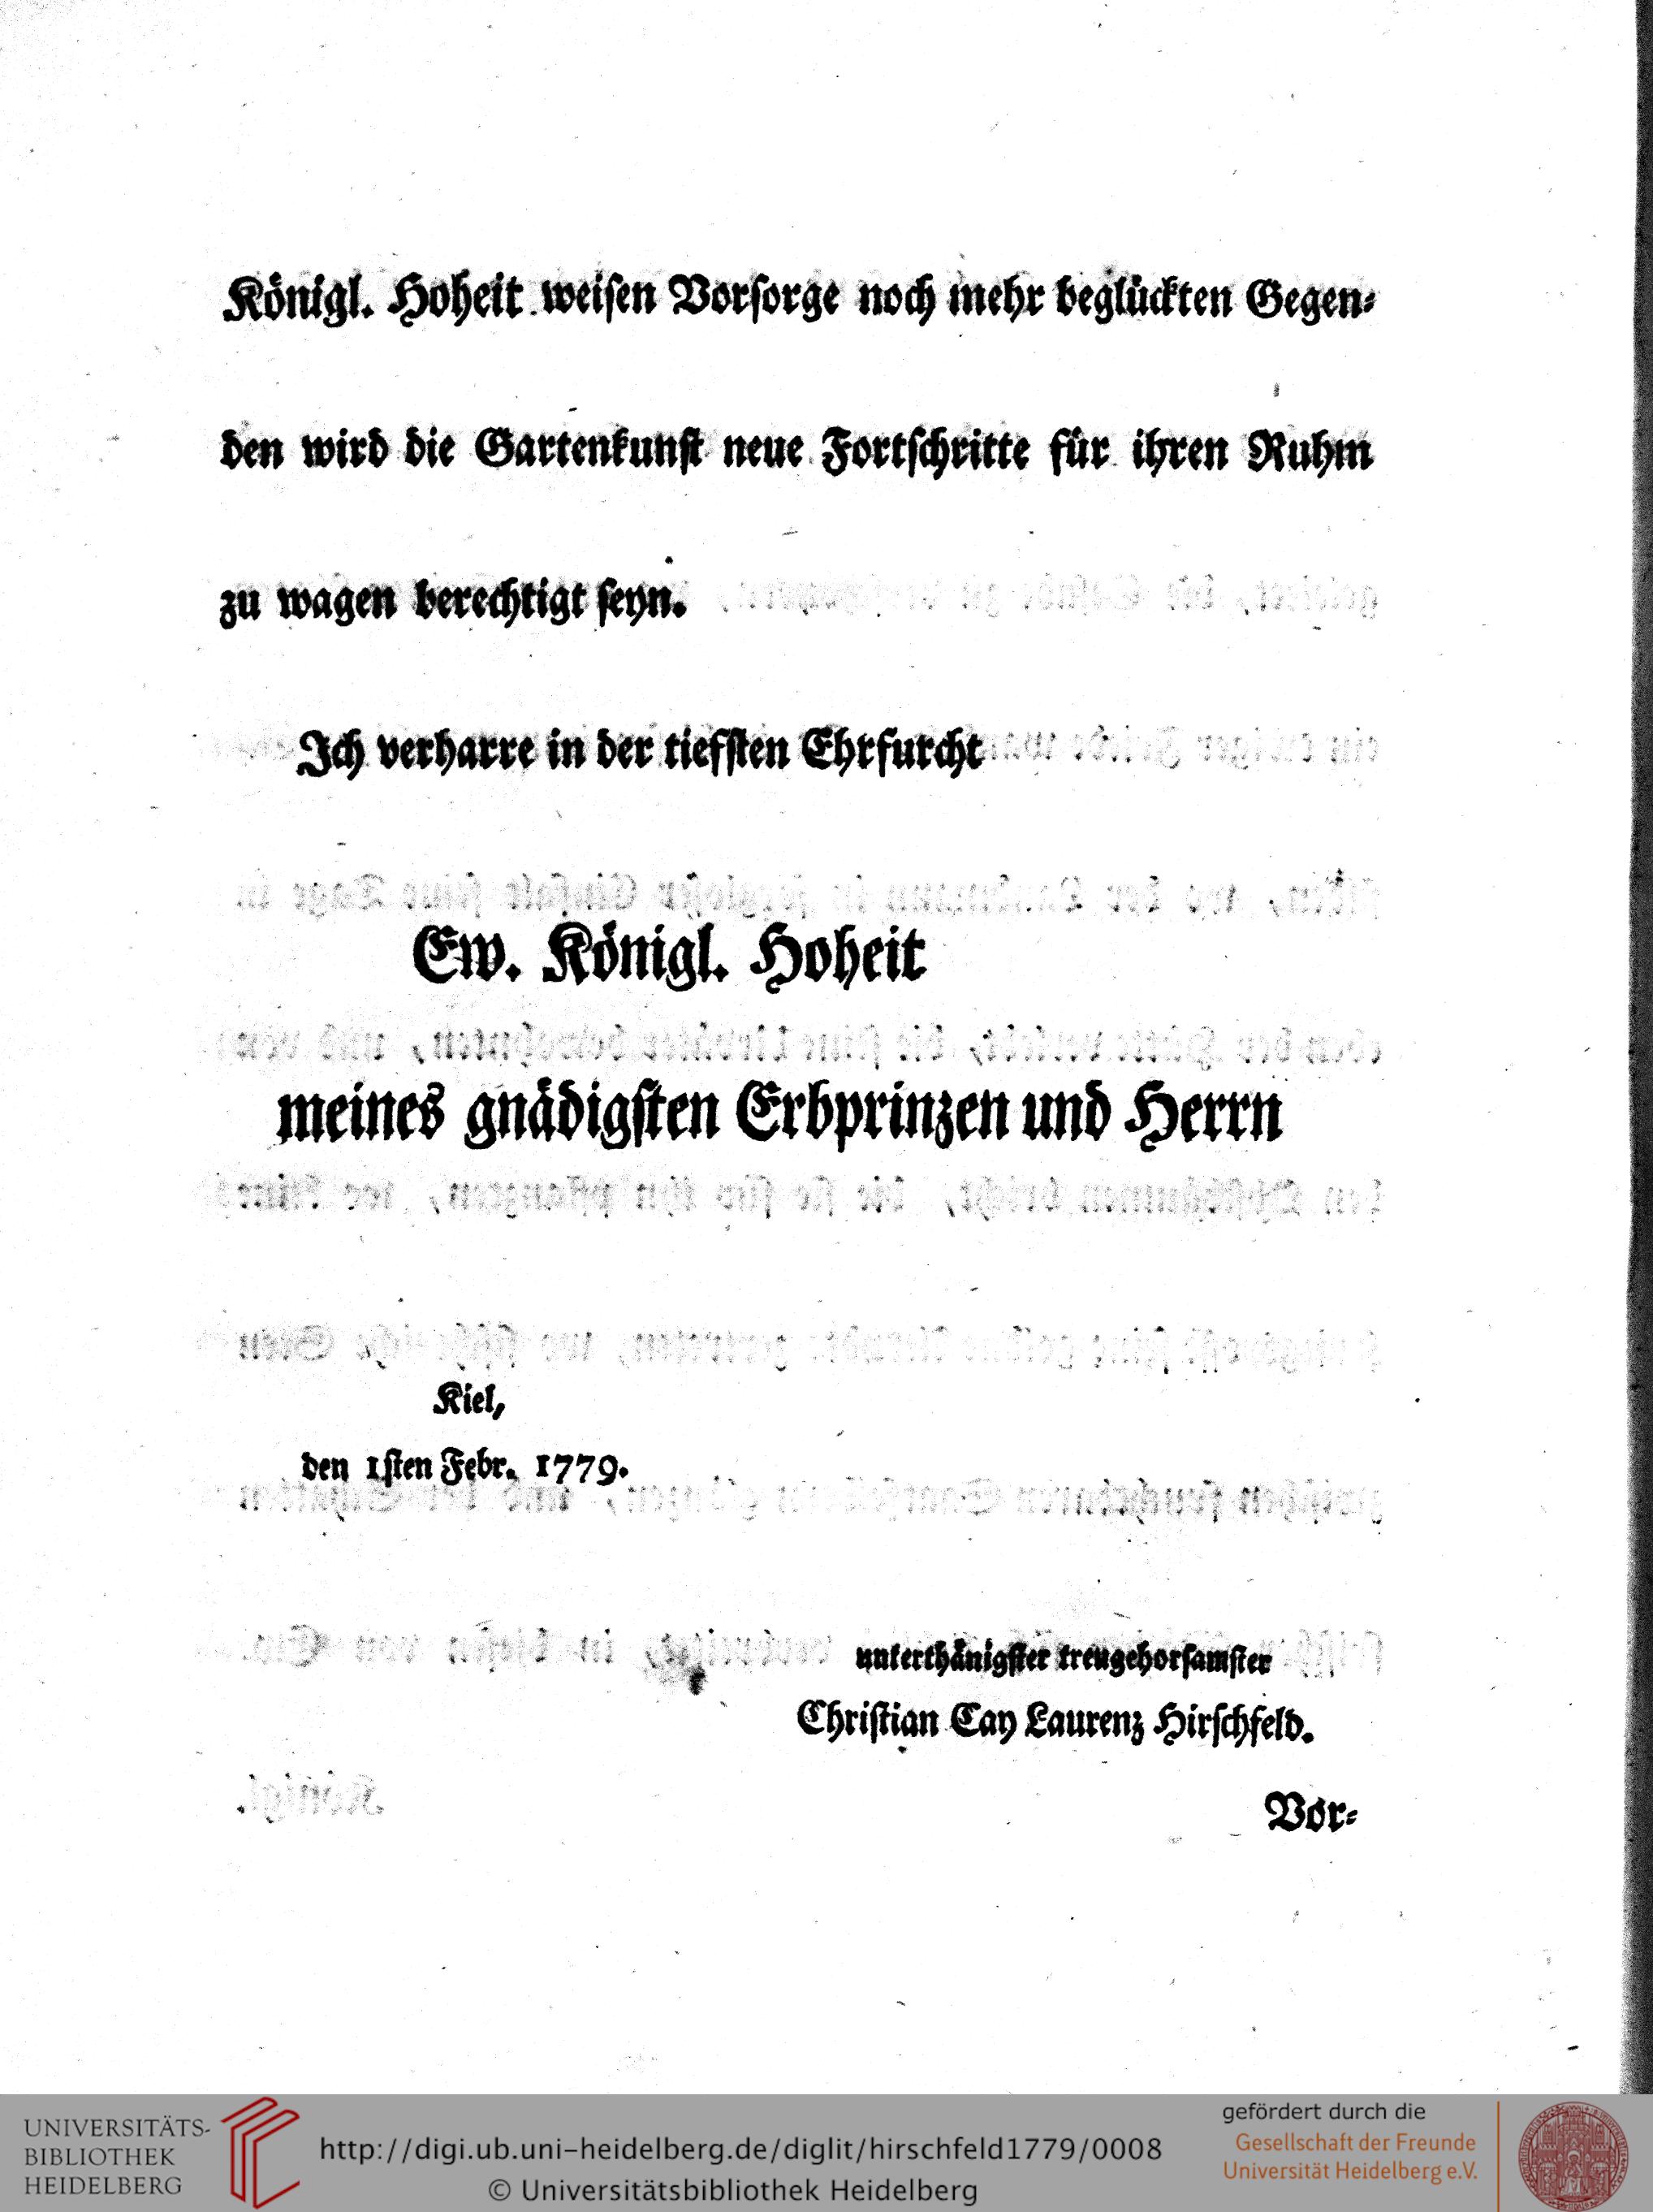 Königl. Hoheit weisen Vorsorge noch mehr beglückten Gegen-
den wird die Gartenkunst neue Fortschritte für ihren Ruhm
zu wagen berechtigt seyn.
Ich verharre in der tiefsten Ehrfurcht
Ew. Königl. Hoheit
meines gnädigsten Erbprinzen und Herrn
Kiel,
den 1sten Febr. 1779.
unterthänigster treugehorsamster
Christian Cay Laurenz Hirschfeld.
Vor-
UNIVERSITÄTS-
BIBLIOTHEK
HEIDELBERG
http://digi.ub.uni-heidelberg.de/diglit/hirschfeld1779/0008
© Universitätsbibliothek Heidelberg
gefördert durch die
Gesellschaft der Freunde
Universität Heidelberg e.V.